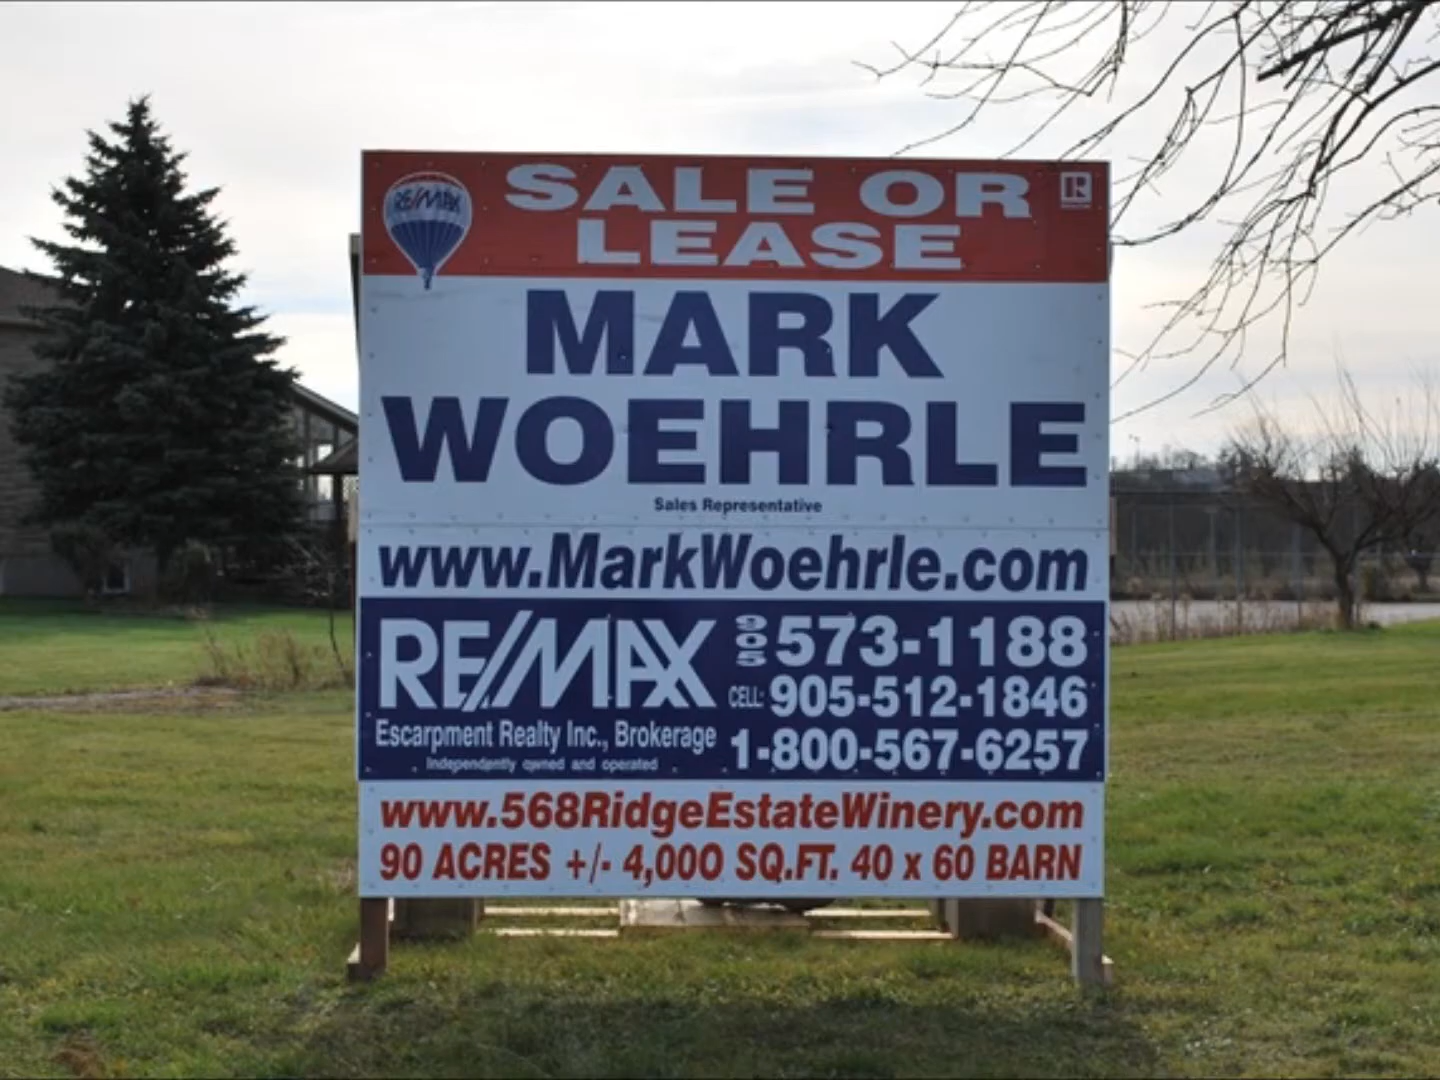 SALE OR
LEASE
RE/MAX
MARK
WOEHRLE
Sales Representative
www.MarkWoehrle.com
RE/MAX
Escarpment Realty Inc., Brokerage
Independently owned and operated
905 573-1188
CELL: 905-512-1846
1-800-567-6257
www.568RidgeEstateWinery.com
90 ACRES +/- 4,000 SQ.FT. 40 x 60 BARN